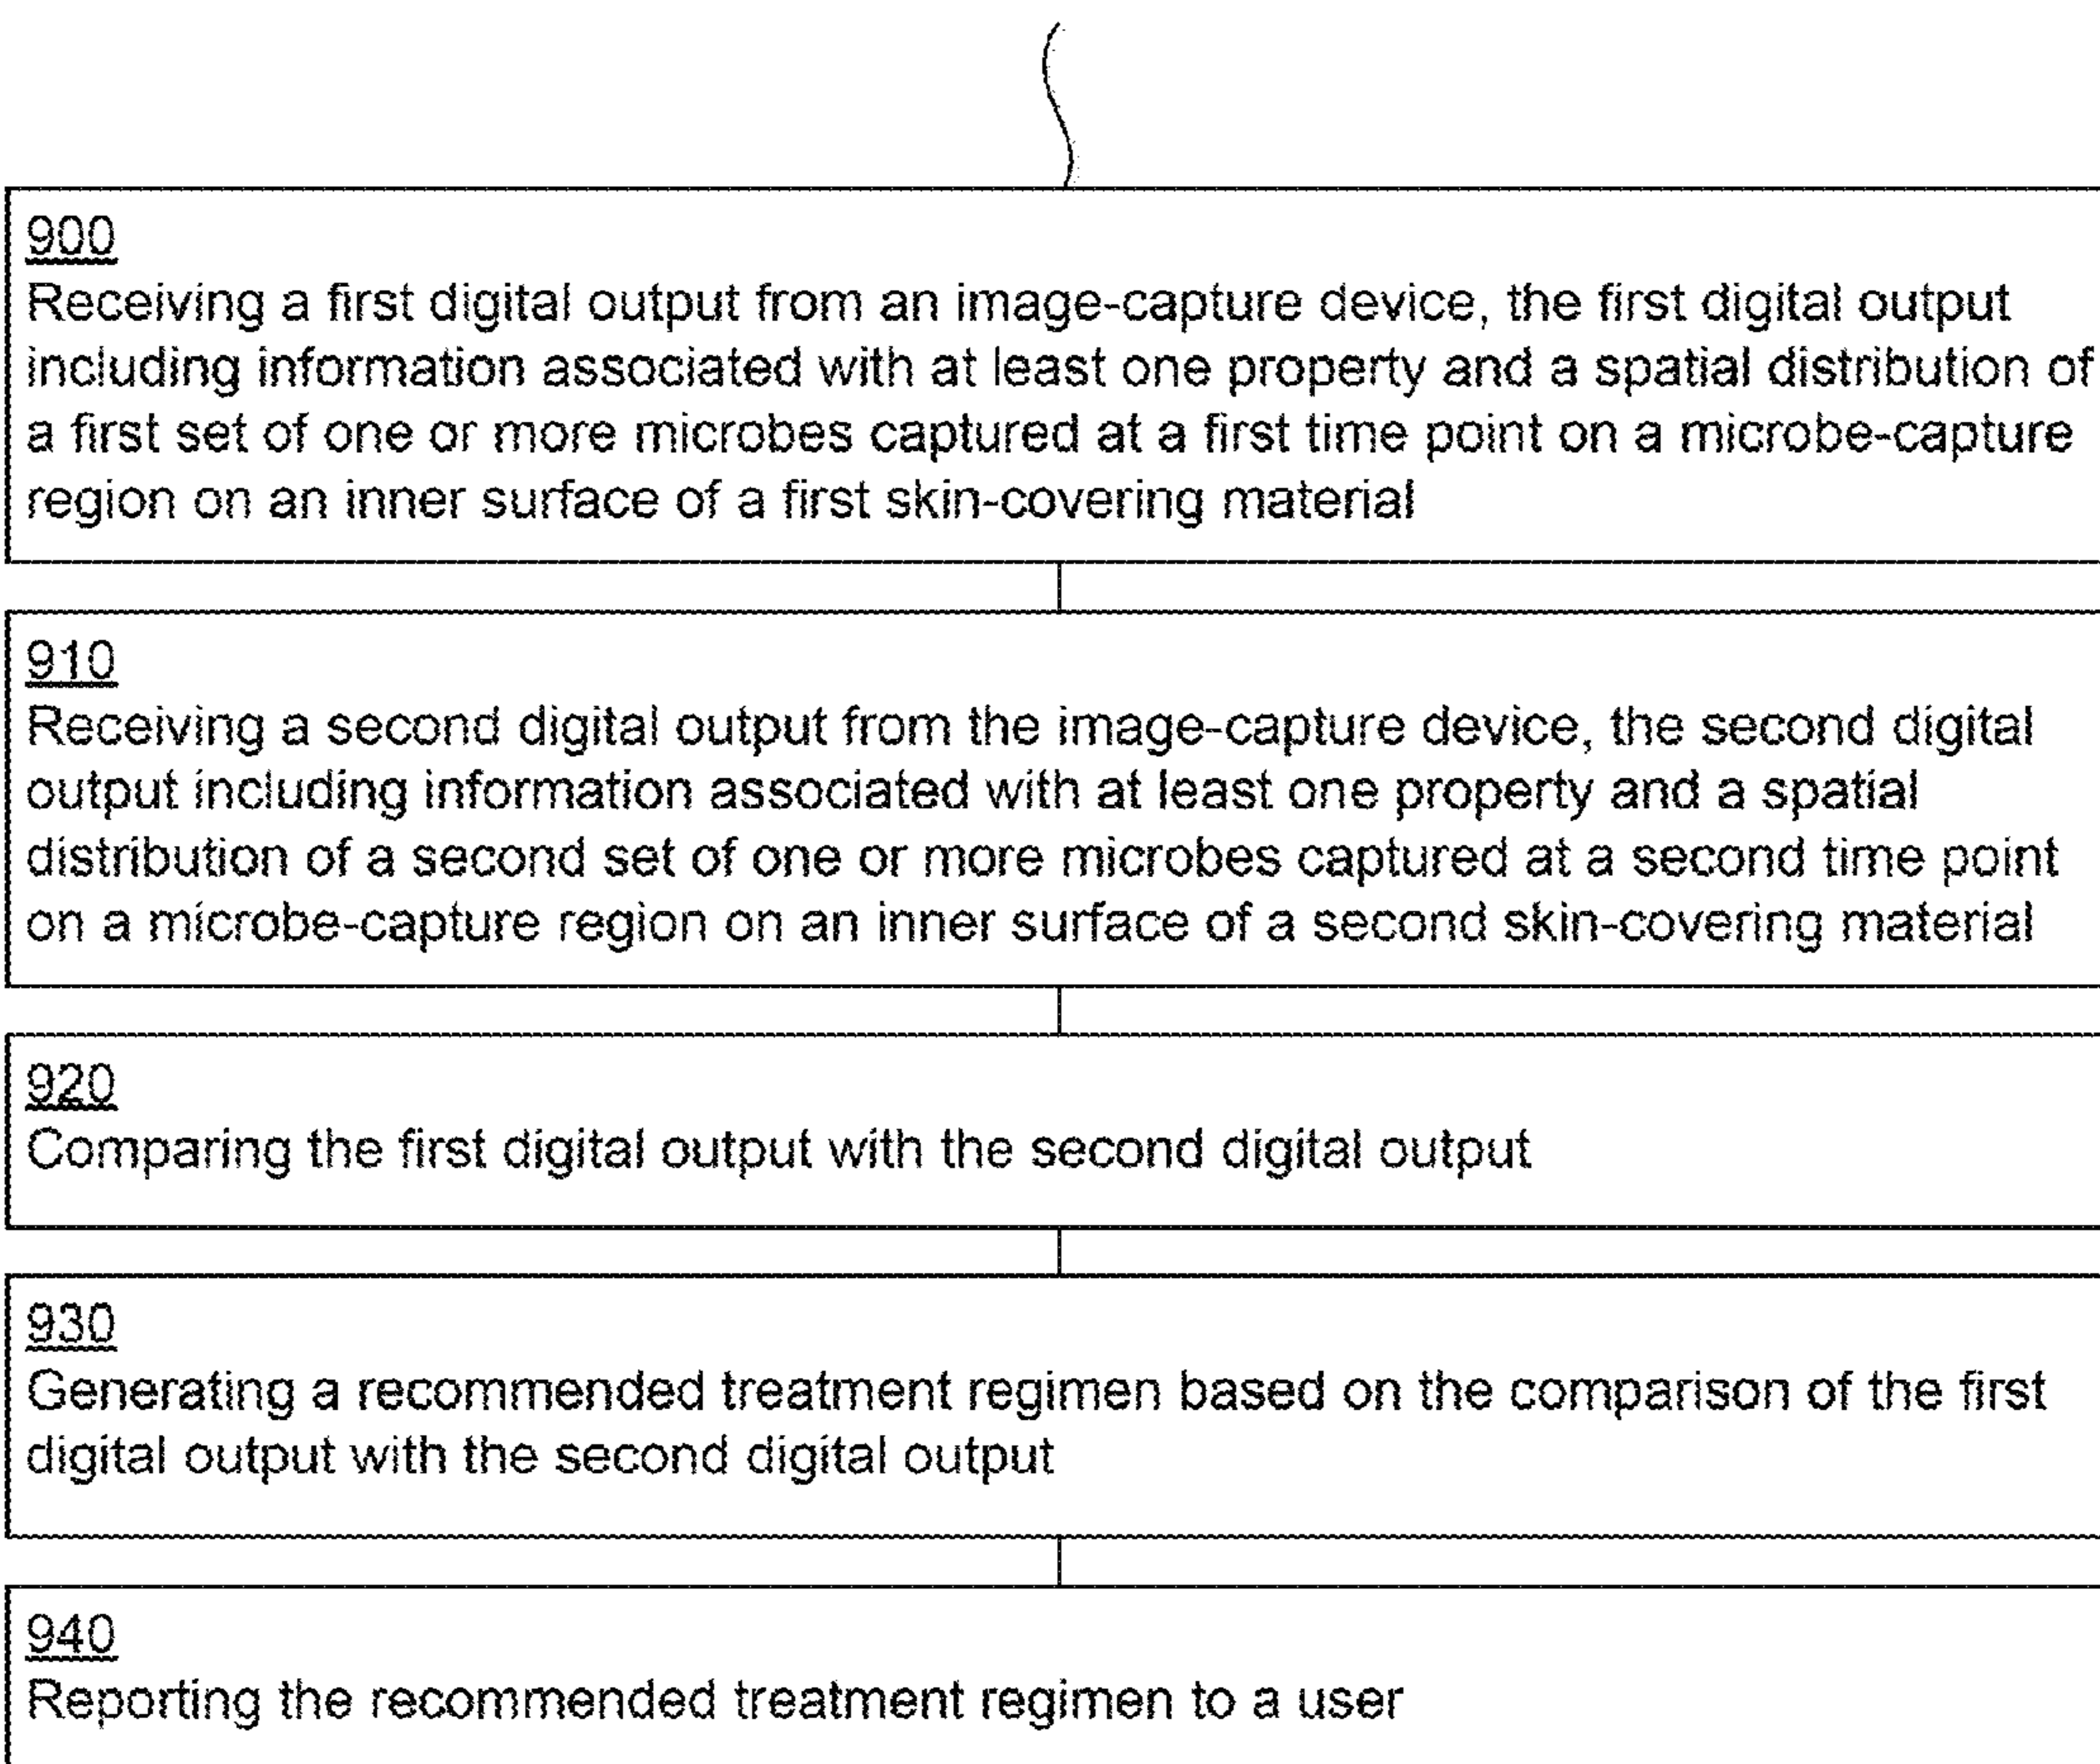 900
Receiving a first digital output from an image-capture device, the first digital output
including information associated with at least one property and a spatial distribution of
a first set of one or more microbes captured at a first time point on a microbe-capture
region on an inner surface of a first skin-covering material
910
Receiving a second digital output from the image-capture device, the second digital
output including information associated with at least one property and a spatial
distribution of a second set of one or more microbes captured at a second time point
on a microbe-capture region on an inner surface of a second skin-covering material
920
Comparing the first digital output with the second digital output
930
Generating a recommended treatment regimen based on the comparison of the first
digital output with the second digital output
940
Reporting the recommended treatment regimen to a user